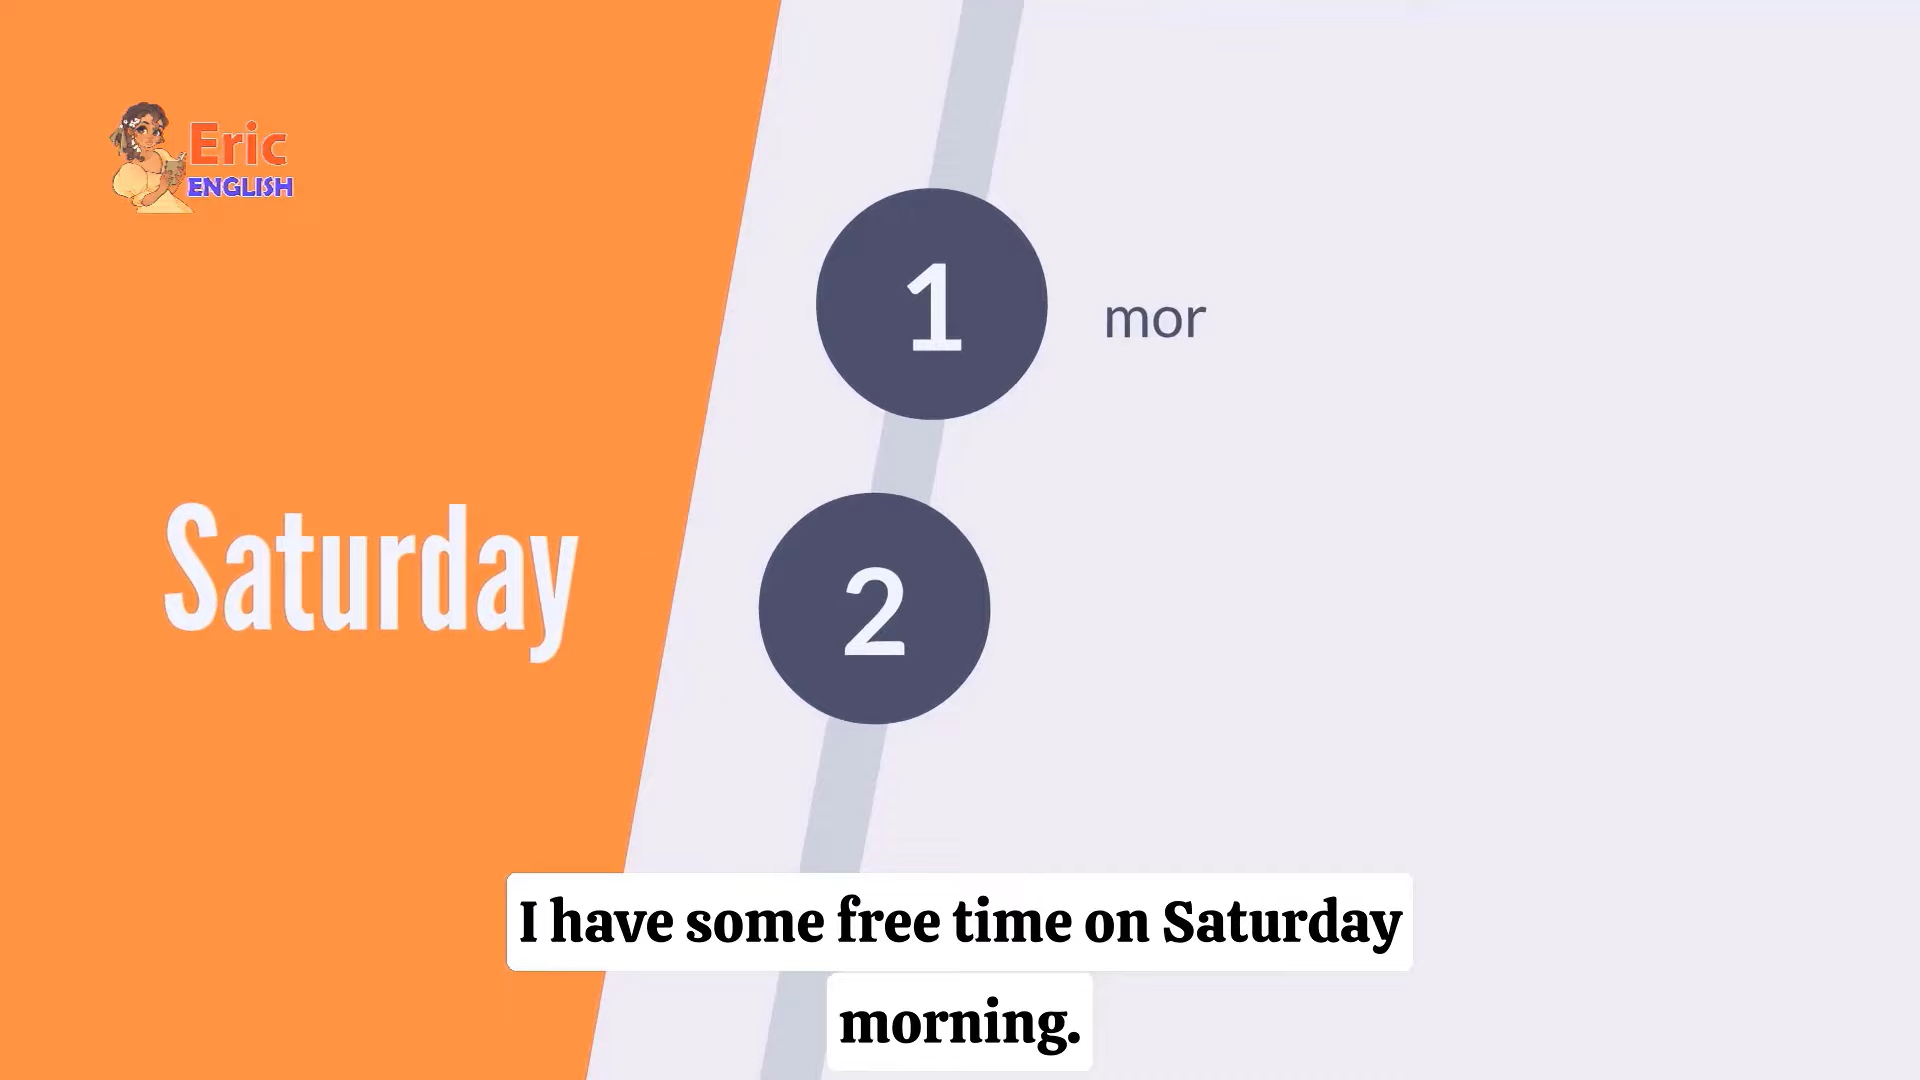 Eric
ENGLISH
1
mor
Saturday
2
I have some free time on Saturday
morning.